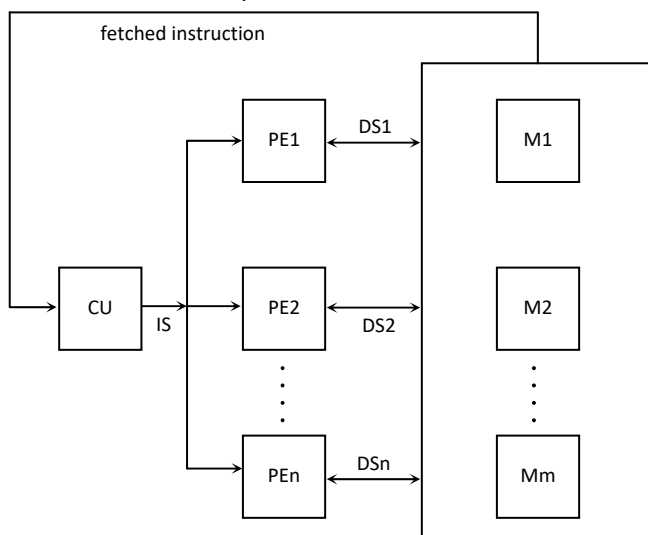 fetched instruction
PE1
DS1
M1
CU
IS
PE2
DS2
M2
PEn
DSn
Mm